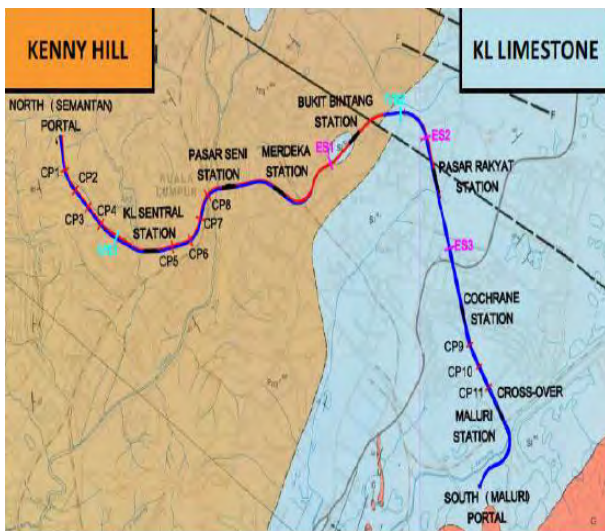 KENNY HILL
KL LIMESTONE
NORTH (SEMANTAN)
PORTAL
BUKIT BINTANG
STATION
ES1
ES2
CP1
CP2
CP3
CP4
PASAR SENI
STATION
MERDEKA
STATION
PASAR RAKYAT
STATION
KUALA
LUMPUR
CP8
CP7
KL SENTRAL
STATION
CP5
CP6
ES3
COCHRANE
STATION
CP9
CP10
CP11
CROSS-OVER
MALURI
STATION
SOUTH (MALURI)
PORTAL
F
F